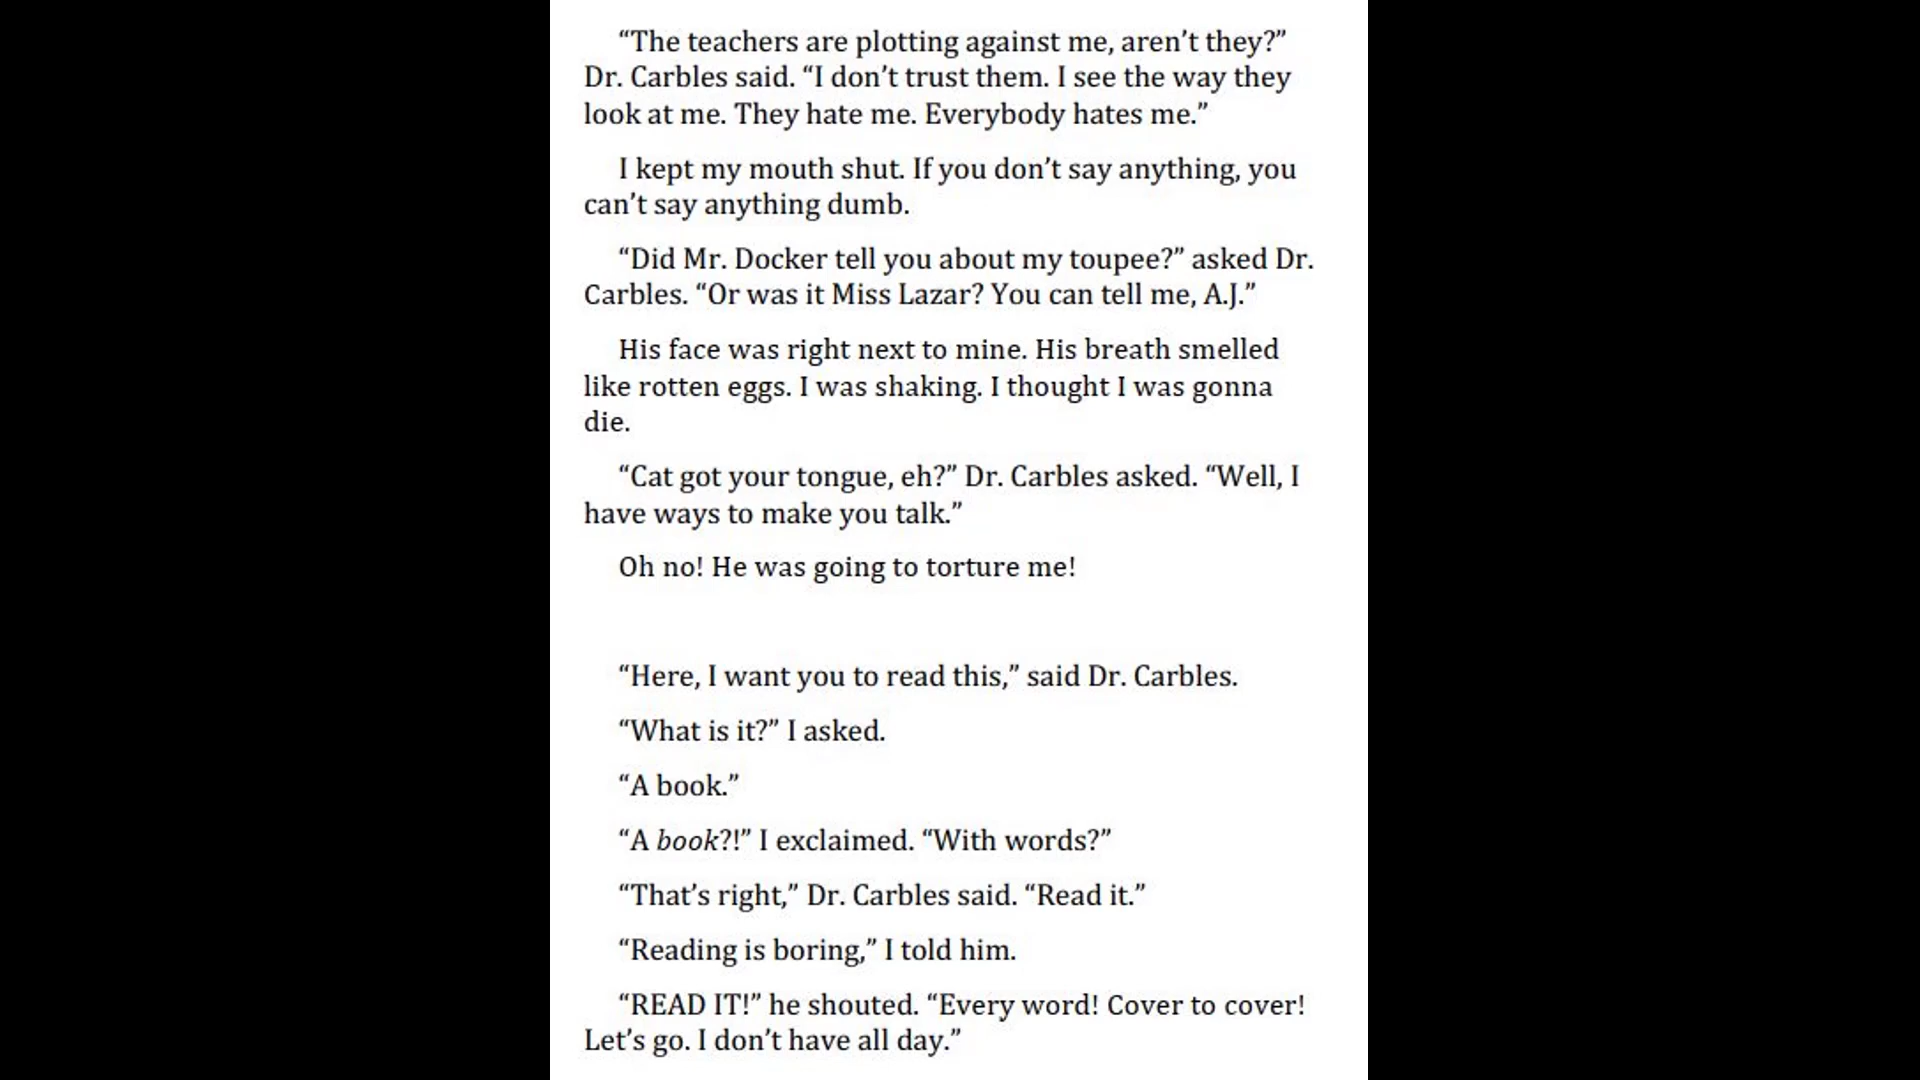 “The teachers are plotting against me, aren’t they?”
Dr. Carbles said. “I don’t trust them. I see the way they
look at me. They hate me. Everybody hates me.”
I kept my mouth shut. If you don’t say anything, you
can’t say anything dumb.
“Did Mr. Docker tell you about my toupee?” asked Dr.
Carbles. “Or was it Miss Lazar? You can tell me, A.J.”
His face was right next to mine. His breath smelled
like rotten eggs. I was shaking. I thought I was gonna
die.
“Cat got your tongue, eh?” Dr. Carbles asked. “Well, I
have ways to make you talk.”
Oh no! He was going to torture me!
“Here, I want you to read this,” said Dr. Carbles.
“What is it?” I asked.
“A book.”
“A book?!” I exclaimed. “With words?”
“That’s right,” Dr. Carbles said. “Read it.”
“Reading is boring,” I told him.
“READ IT!” he shouted. “Every word! Cover to cover!
Let’s go. I don’t have all day.”